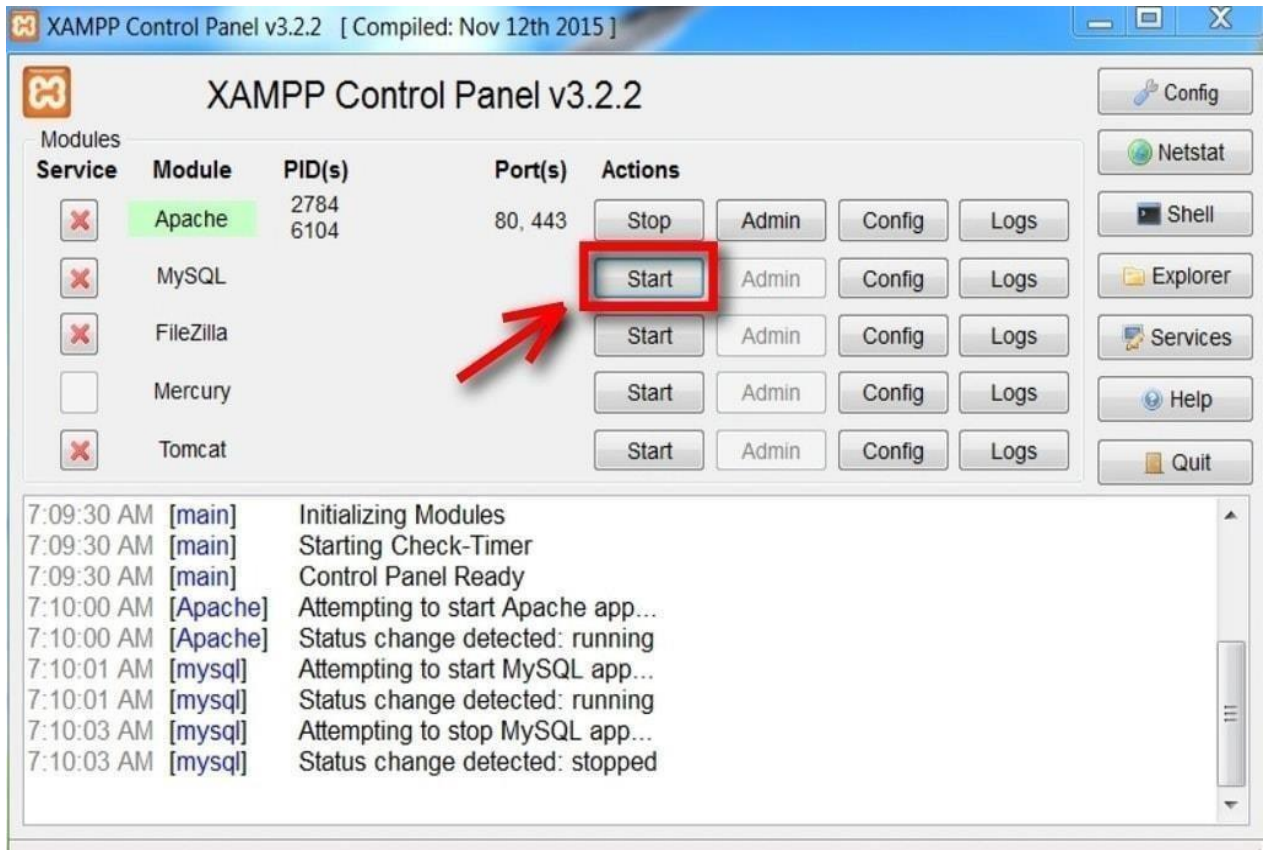 XAMPP Control Panel v3.2.2 [ Compiled: Nov 12th 2015 ]
XAMPP Control Panel v3.2.2
Config
Modules
Netstat
Service Module PID(s) Port(s) Actions
Apache 2784 6104 80, 443 Stop Admin Config Logs
Shell
MySQL Start Admin Config Logs
Explorer
FileZilla Start Admin Config Logs
Services
Mercury Start Admin Config Logs
Help
Tomcat Start Admin Config Logs
Quit
7:09:30 AM [main] Initializing Modules
7:09:30 AM [main] Starting Check-Timer
7:09:30 AM [main] Control Panel Ready
7:10:00 AM [Apache] Attempting to start Apache app...
7:10:00 AM [Apache] Status change detected: running
7:10:01 AM [mysql] Attempting to start MySQL app...
7:10:01 AM [mysql] Status change detected: running
7:10:03 AM [mysql] Attempting to stop MySQL app...
7:10:03 AM [mysql] Status change detected: stopped